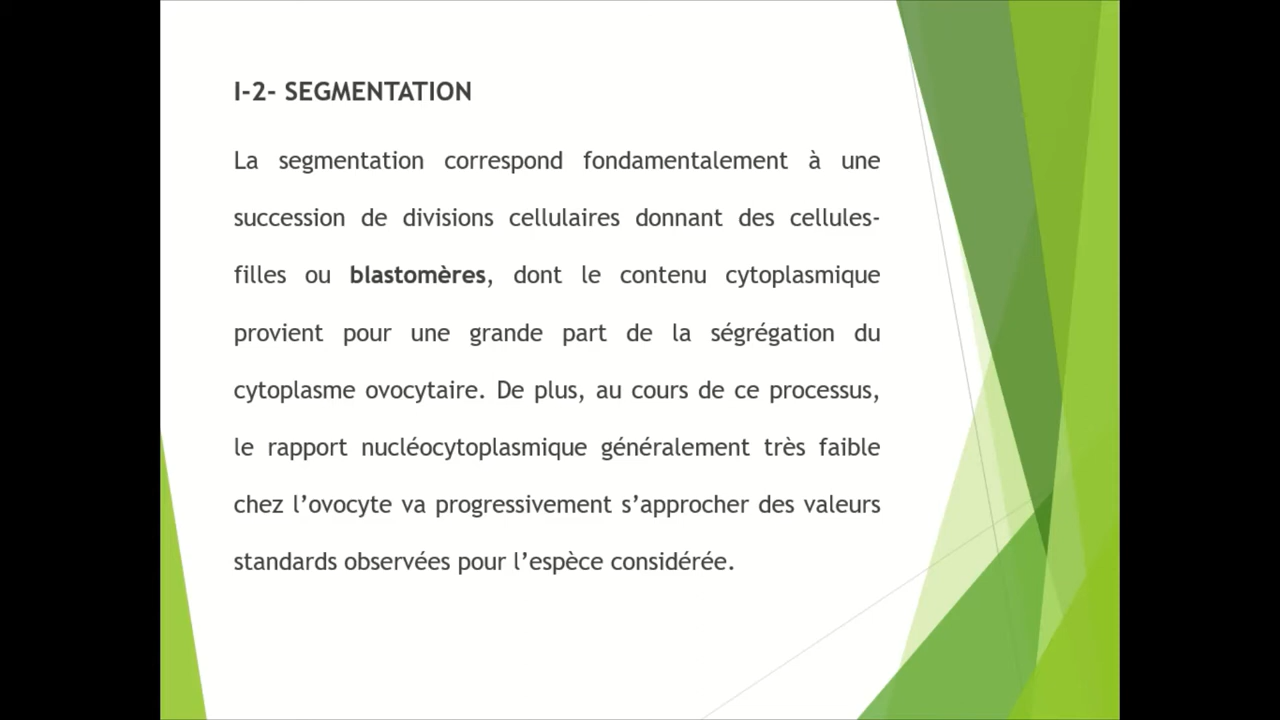 I-2- SEGMENTATION
La segmentation correspond fondamentalement à une
succession de divisions cellulaires donnant des cellules-
filles ou blastomères, dont le contenu cytoplasmique
provient pour une grande part de la ségrégation du
cytoplasme ovocytaire. De plus, au cours de ce processus,
le rapport nucléocytoplasmique généralement très faible
chez l’ovocyte va progressivement s’approcher des valeurs
standards observées pour l’espèce considérée.